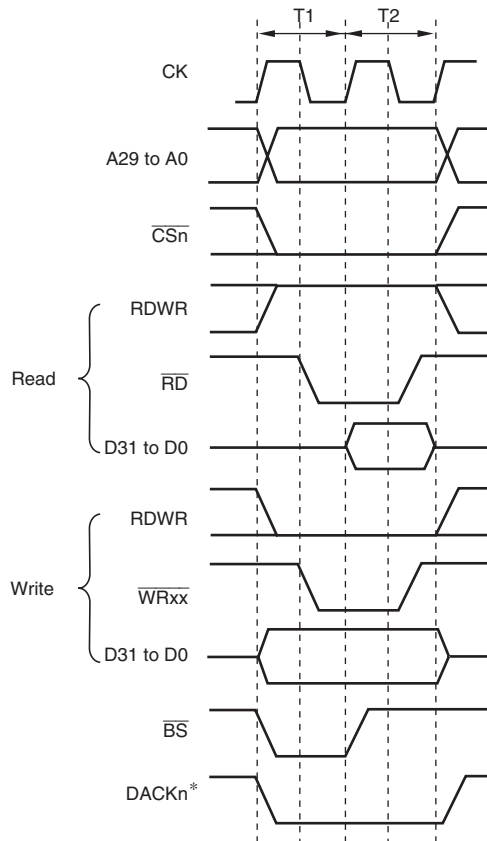 T1 T2
CK
A29 to A0
CSn
RDWR
Read
RD
D31 to D0
RDWR
Write
WRxx
D31 to D0
BS
DACKn*